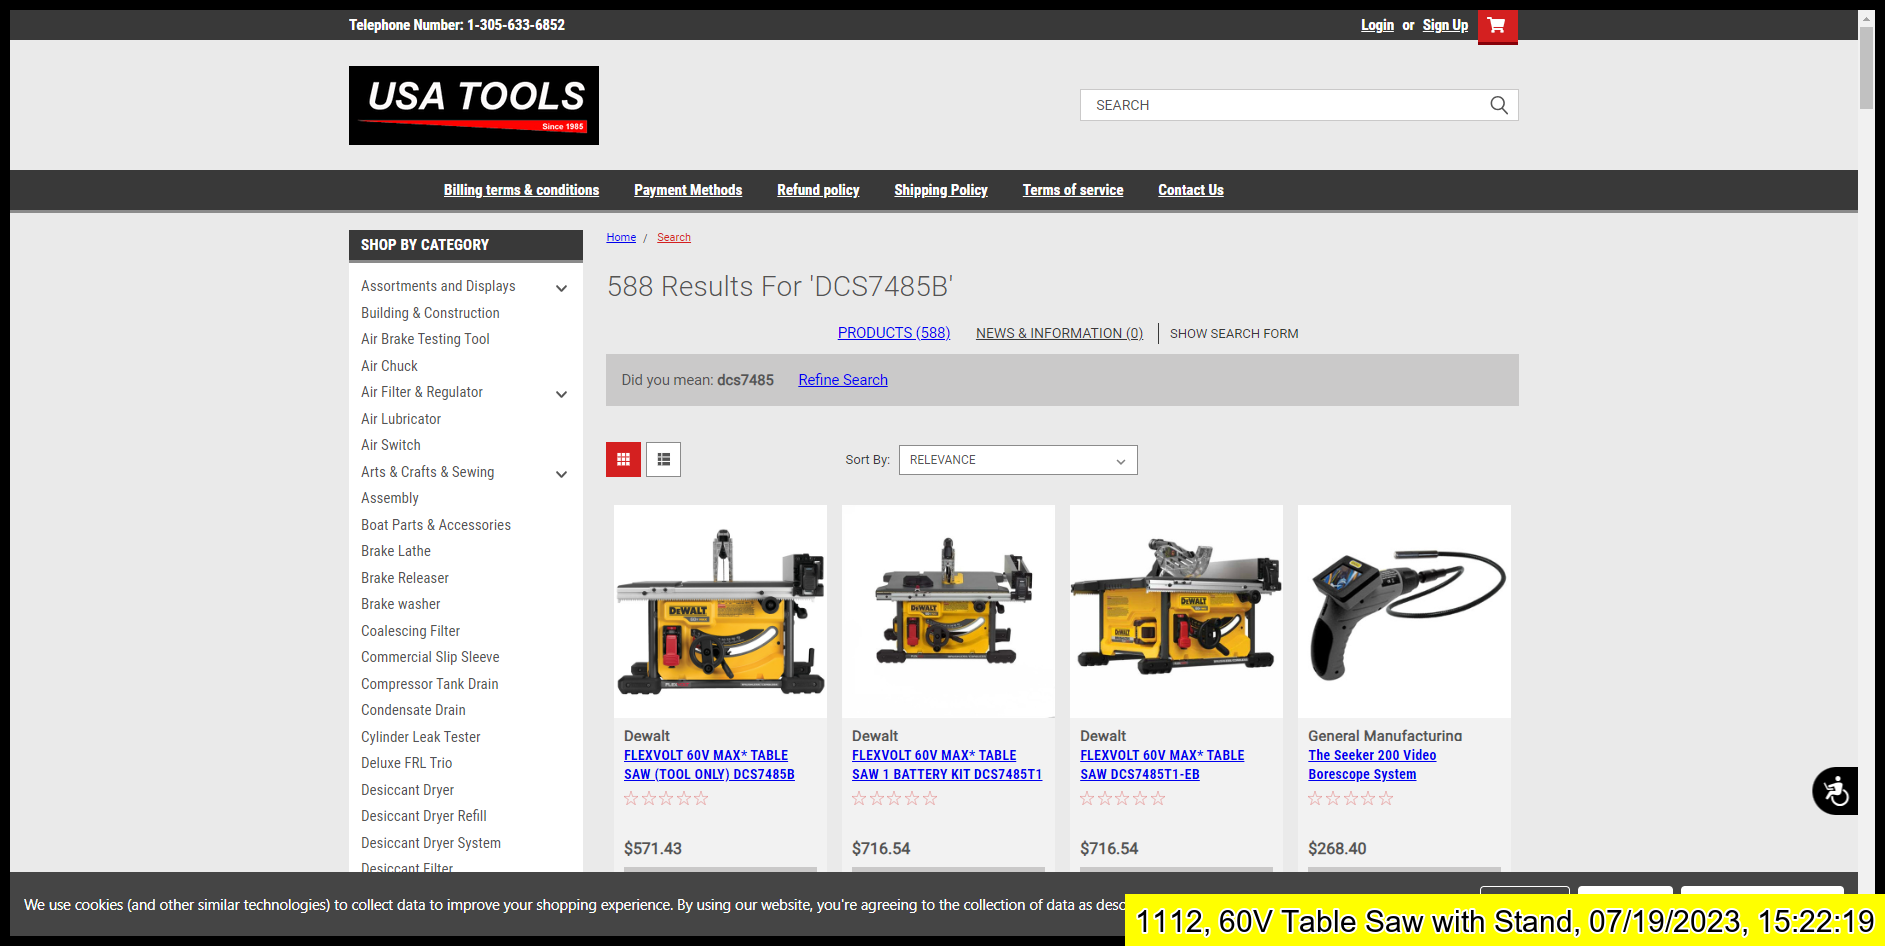 Telephone Number: 1-305-633-6852
Login or Sign Up
USA TOOLS
Since 1985
SEARCH
Billing terms & conditions Payment Methods Refund policy Shipping Policy Terms of service Contact Us
SHOP BY CATEGORY
Assortments and Displays
Building & Construction
Air Brake Testing Tool
Air Chuck
Air Filter & Regulator
Air Lubricator
Air Switch
Arts & Crafts & Sewing
Assembly
Boat Parts & Accessories
Brake Lathe
Brake Releaser
Brake washer
Coalescing Filter
Commercial Slip Sleeve
Compressor Tank Drain
Condensate Drain
Cylinder Leak Tester
Deluxe FRL Trio
Desiccant Dryer
Desiccant Dryer Refill
Desiccant Dryer System
Desiccant Filter
Home / Search
588 Results For 'DCS7485B'
PRODUCTS (588) NEWS & INFORMATION (0) SHOW SEARCH FORM
Did you mean: dcs7485 Refine Search
Sort By: RELEVANCE
DEWALT
DEWALT
DEWALT
DEWALT
Dewalt
FLEXVOLT 60V MAX* TABLE
SAW (TOOL ONLY) DCS7485B
$571.43
Dewalt
FLEXVOLT 60V MAX* TABLE
SAW 1 BATTERY KIT DCS7485T1
$716.54
Dewalt
FLEXVOLT 60V MAX* TABLE
SAW DCS7485T1-EB
$716.54
General Manufacturing
The Seeker 200 Video
Borescope System
$268.40
We use cookies (and other similar technologies) to collect data to improve your shopping experience. By using our website, you're agreeing to the collection of data as desc
1112, 60V Table Saw with Stand, 07/19/2023, 15:22:19